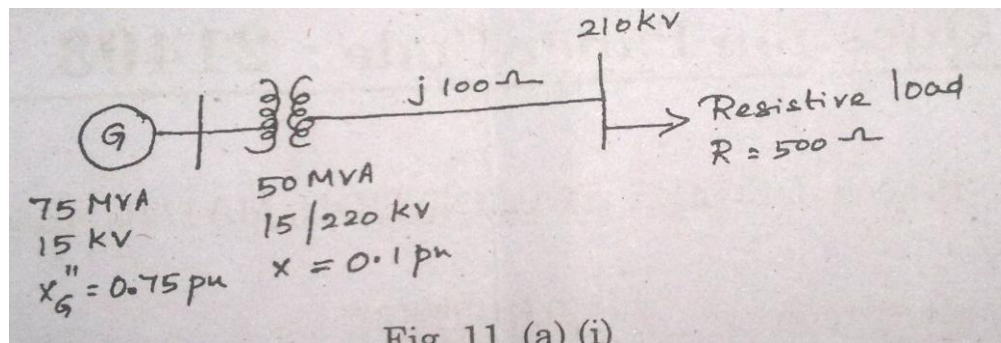 210KV
j 100 Ω
G
Resistive load
R = 500 Ω
75 MVA
15 KV
X"G = 0.75 pu
50 MVA
15/220 KV
X = 0.1 pu
Fig. 11 (a) (i)